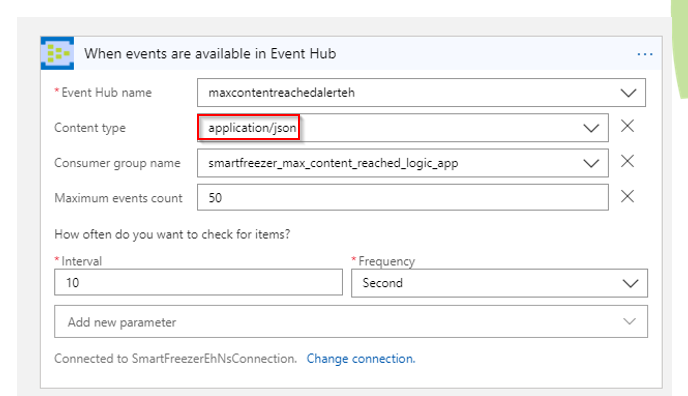 When events are available in Event Hub
* Event Hub name maxcontentreachedalerteh
Content type application/json
Consumer group name smartfreezer_max_content_reached_logic_app
Maximum events count 50
How often do you want to check for items?
* Interval * Frequency
10 Second
Add new parameter
Connected to SmartFreezerEhNsConnection. Change connection.